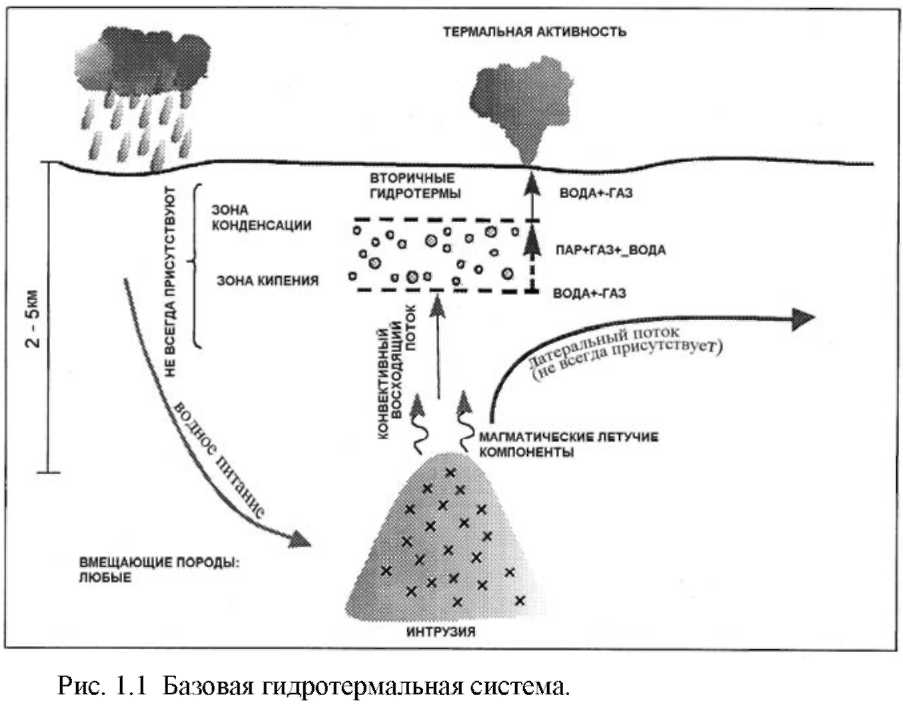 ТЕРМАЛЬНАЯ АКТИВНОСТЬ
ВТОРИЧНЫЕ
ГИДРОТЕРМЫ
ВОДА+-ГАЗ
ЗОНА
КОНДЕНСАЦИИ
ПАР+ГАЗ+_ВОДА
ЗОНА КИПЕНИЯ
ВОДА+-ГАЗ
НЕ ВСЕГДА ПРИСУТСТВУЮТ
2 - 5км
КОНВЕКТИВНЫЙ
ВОСХОДЯЩИЙ
ПОТОК
Латеральный поток
(не всегда присутствует)
водное питание
МАГМАТИЧЕСКИЕ ЛЕТУЧИЕ
КОМПОНЕНТЫ
ВМЕЩАЮЩИЕ ПОРОДЫ:
ЛЮБЫЕ
ИНТРУЗИЯ
Рис. 1.1 Базовая гидротермальная система.